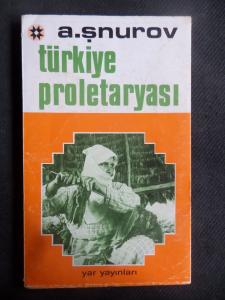 a.şnurov
türkiye
proletaryası
yar yayınları